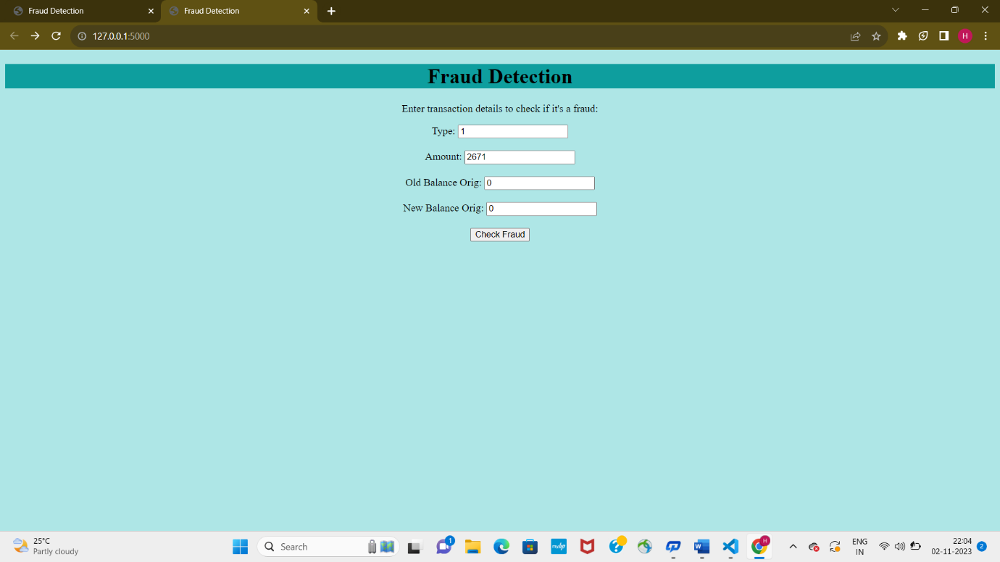 Fraud Detection
Fraud Detection
127.0.0.1:5000
H
Fraud Detection
Enter transaction details to check if it's a fraud:
Type: 1
Amount: 2671
Old Balance Orig: 0
New Balance Orig: 0
Check Fraud
25°C
Partly cloudy
Search
1
myhp
H
ENG
IN
22:04
02-11-2023
2